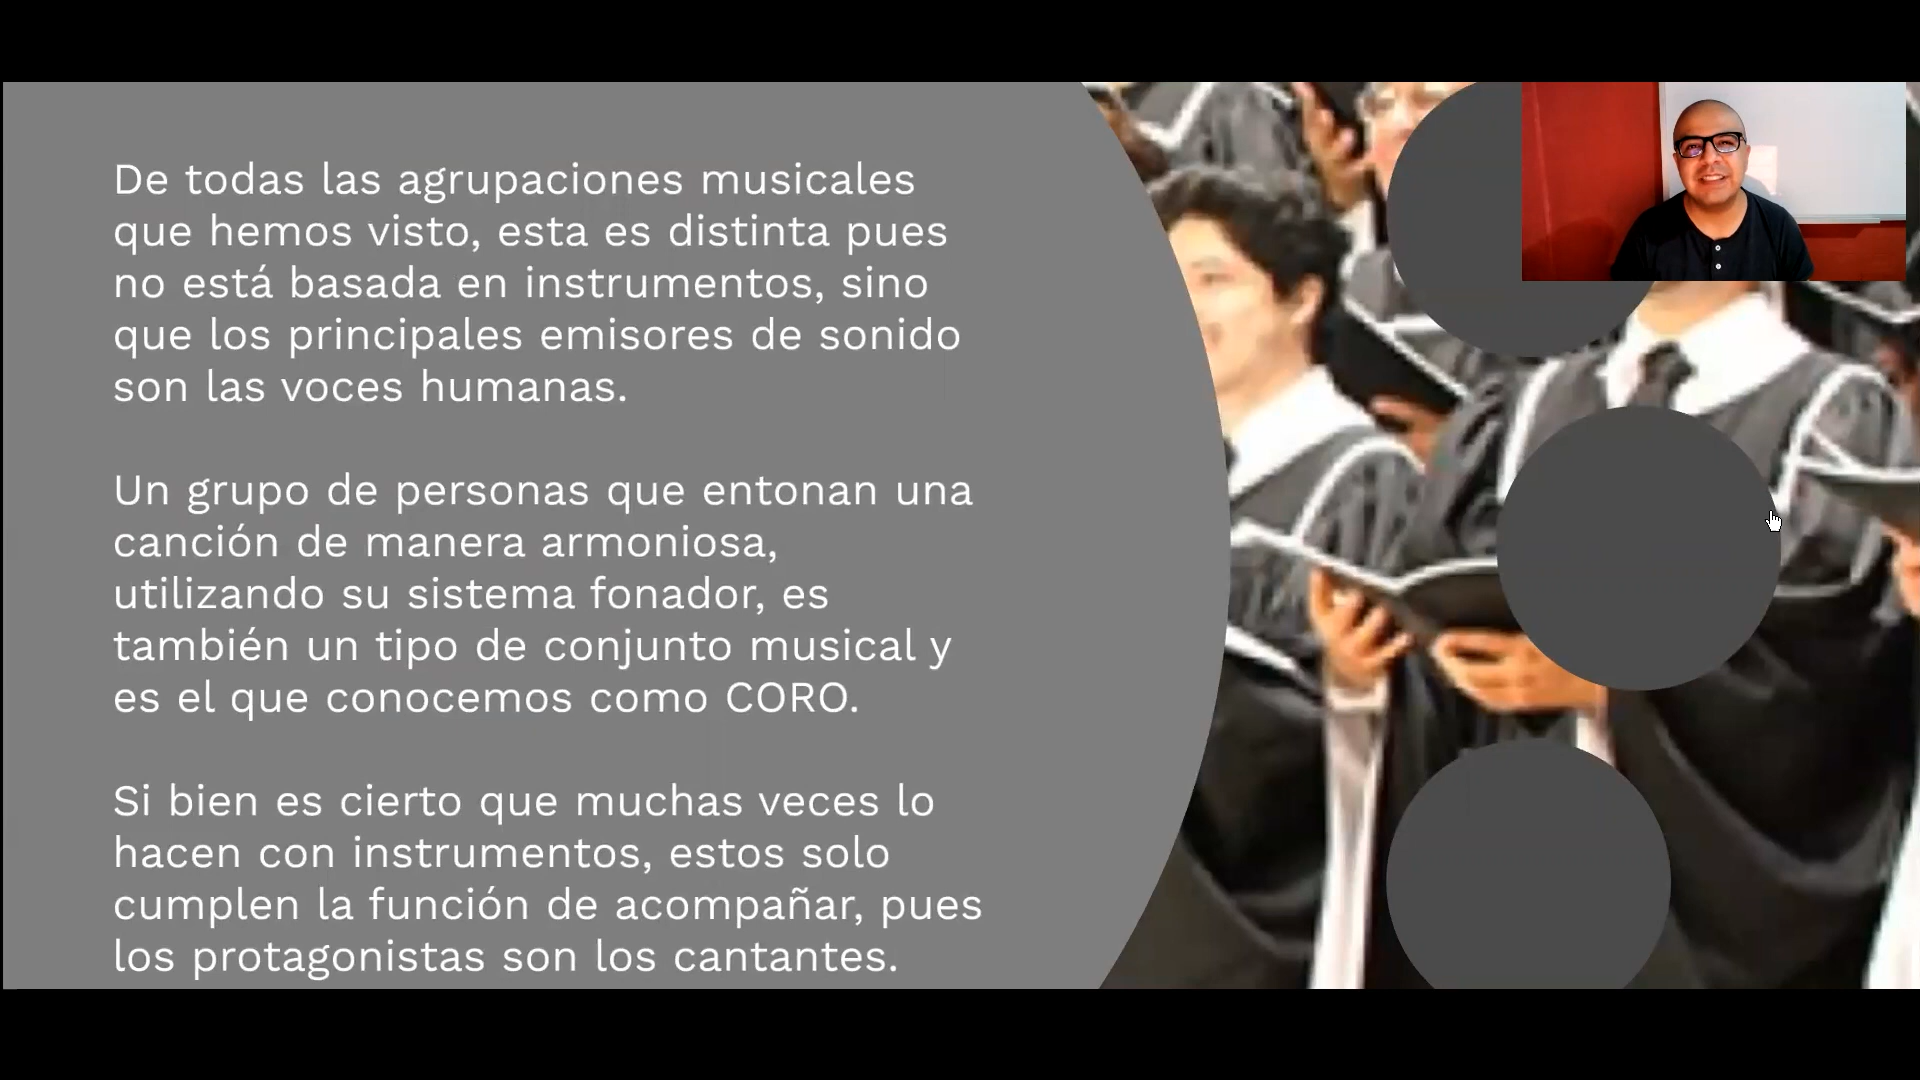 De todas las agrupaciones musicales
que hemos visto, esta es distinta pues
no está basada en instrumentos, sino
que los principales emisores de sonido
son las voces humanas.
Un grupo de personas que entonan una
canción de manera armoniosa,
utilizando su sistema fonador, es
también un tipo de conjunto musical y
es el que conocemos como CORO.
Si bien es cierto que muchas veces lo
hacen con instrumentos, estos solo
cumplen la función de acompañar, pues
los protagonistas son los cantantes.